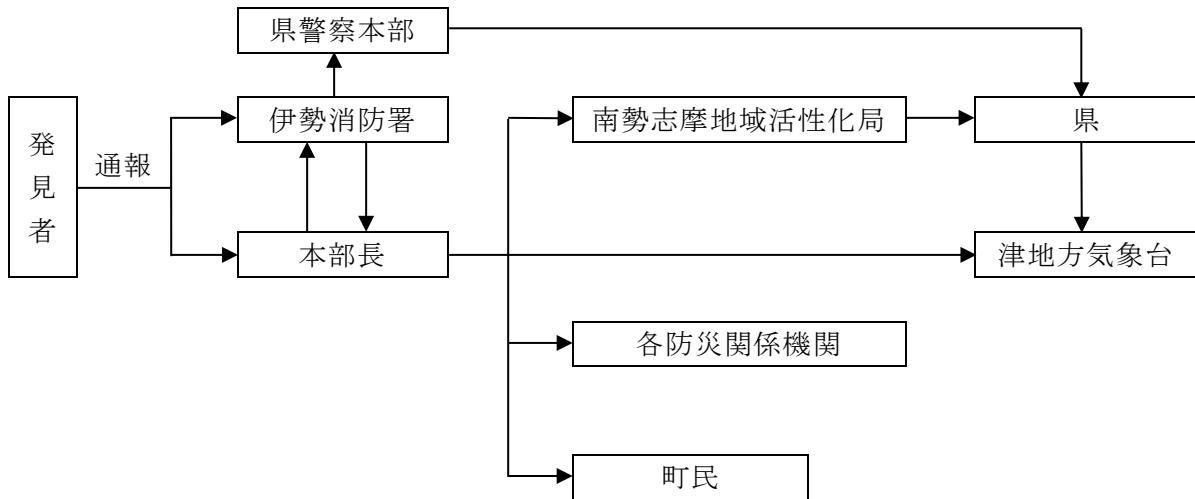 県警察本部
伊勢消防署
南勢志摩地域活性化局
県
発見者
通報
本部長
津地方気象台
各防災関係機関
町民